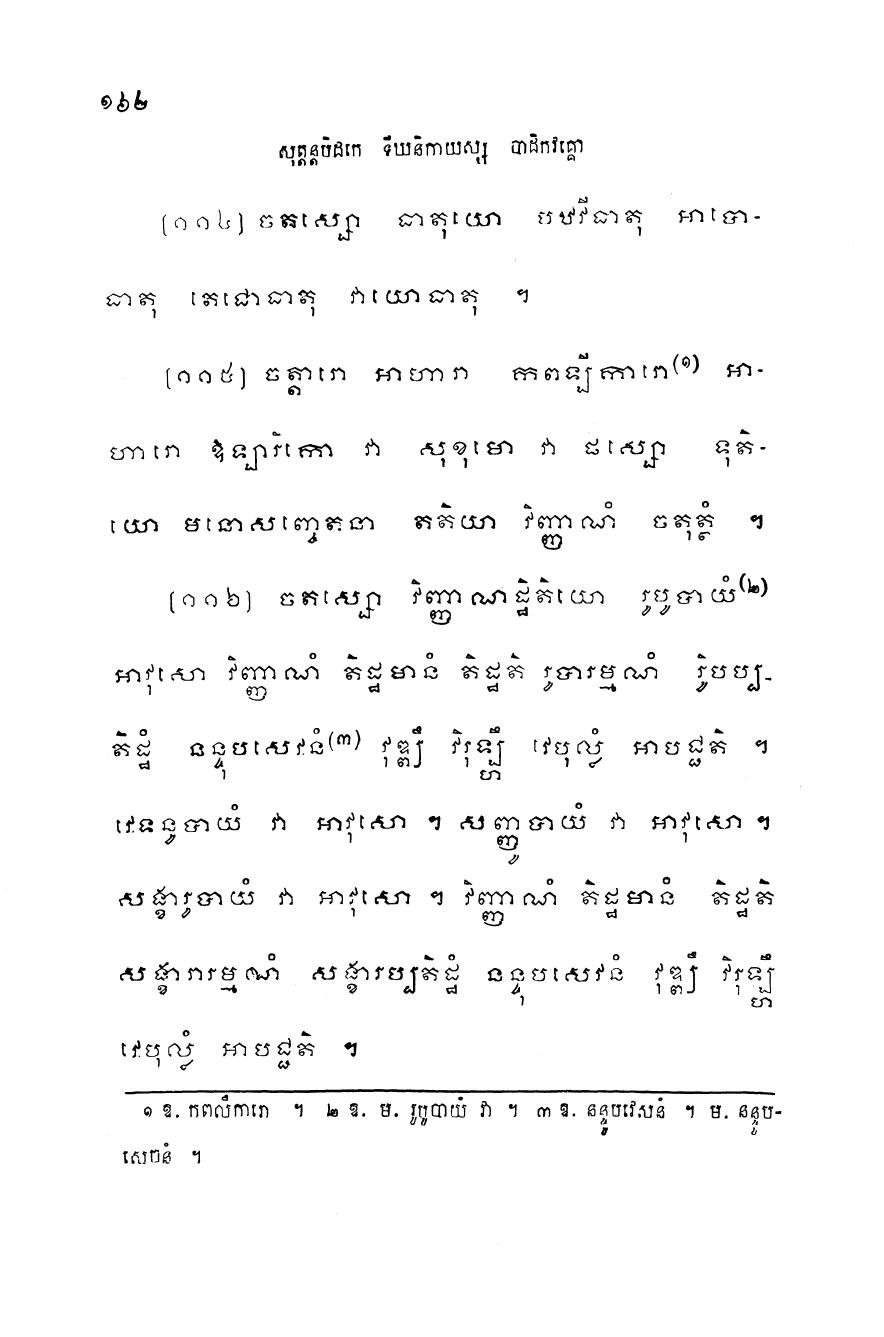 ១៦២
សុត្តន្តបិដកេ ទីឃនិកាយស្ស បាដិកវគ្គោ
[១១៤] ចតស្សោ ធាតុយោ បឋវីធាតុ អាបោ-
ធាតុ តេជោធាតុ វាយោធាតុ ។
[១១៥] ចត្តារោ អាហារា កពឡីការោ(១) អា-
ហារោ ឱឡារិកោ វា សុខុមោ វា ផស្សោ ទុតិ-
យោ មនោសញ្ចេតនា តតិយា វិញ្ញាណំ ចតុត្ថំ ។
[១១៦] ចតស្សោ វិញ្ញាណដ្ឋិតិយោ រូបូបាយំ(២)
អាវុសោ វិញ្ញាណំ តិដ្ឋមានំ តិដ្ឋតិ រូបារម្មណំ រូបប្ប-
តិដ្ឋំ នន្ទុបសេវនំ(៣) វុឌ្ឍឹ វិរុឡ្ហឹ វេបុល្លំ អាបជ្ជតិ ។
វេទនូបាយំ វា អាវុសោ ។ សញ្ញូបាយំ វា អាវុសោ ។
សង្ខារូបាយំ វា អាវុសោ ។ វិញ្ញាណំ តិដ្ឋមានំ តិដ្ឋតិ
សង្ខារារម្មណំ សង្ខារប្បតិដ្ឋំ នន្ទុបសេវនំ វុឌ្ឍឹ វិរុឡ្ហឹ
វេបុល្លំ អាបជ្ជតិ ។
១ ឱ. កពលីការោ ។ ២ ឱ. ម. រូបូបាយំ វា ។ ៣ ឱ. នន្ទូបវេសនំ ។ ម. នន្ទូប-
សេចនំ ។